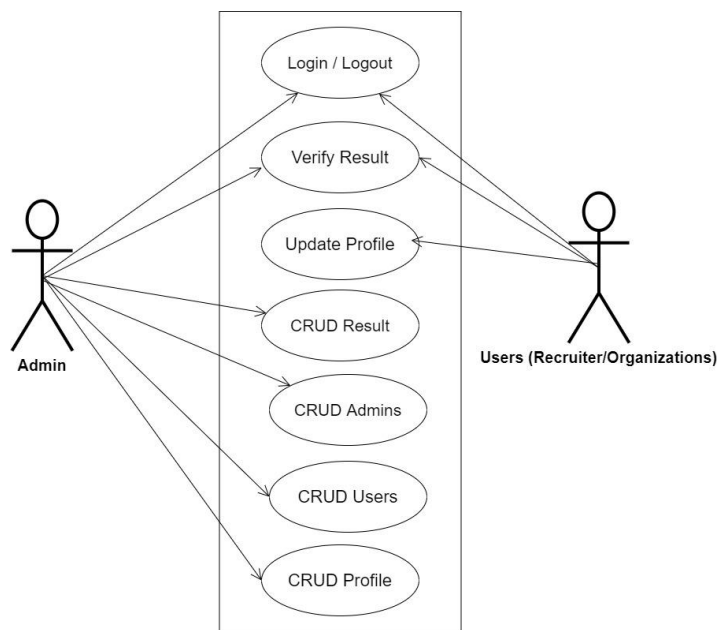 Login / Logout
Verify Result
Update Profile
CRUD Result
Admin
Users (Recruiter/Organizations)
CRUD Admins
CRUD Users
CRUD Profile